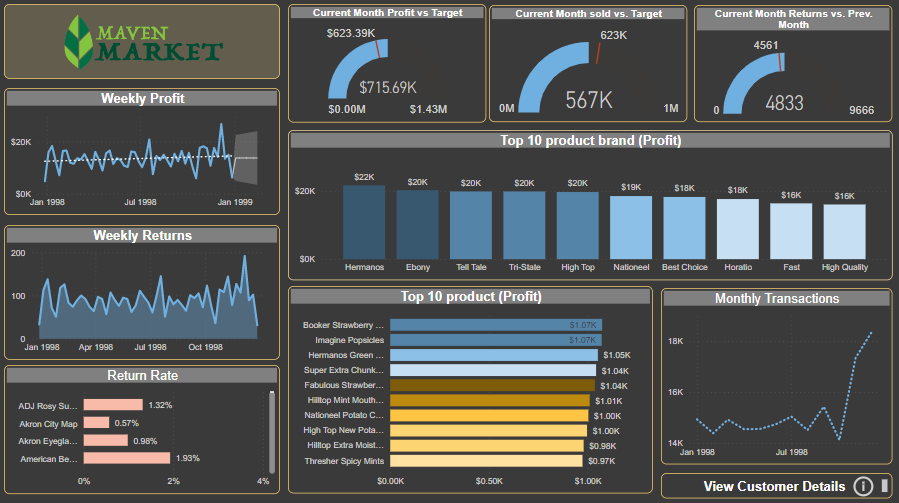 MAVEN
MARKET
Current Month Profit vs Target
$623.39K
$715.69K
$0.00M
$1.43M
Current Month sold vs. Target
623K
567K
0M
1M
Current Month Returns vs Prev.
Month
4561
4833
0
9666
Weekly Profit
$20K
$0K
Jan 1998
Jul 1998
Jan 1999
Top 10 product brand (Profit)
$20K
$0K
$22K
$20K
$20K
$20K
$20K
$19K
$18K
$18K
$16K
$16K
Hermanos
Ebony
Tell Tale
Tri-State
High Top
Nationeel
Best Choice
Horatio
Fast
High Quality
Weekly Returns
200
100
0
Jan 1998
Apr 1998
Jul 1998
Oct 1998
Top 10 product (Profit)
Booker Strawberry ... $1.07K
Imagine Popsicles $1.07K
Hermanos Green ... $1.05K
Super Extra Chunk... $1.04K
Fabulous Strawber... $1.04K
Hilltop Mint Mouth... $1.01K
Nationeel Potato C... $1.00K
High Top New Pota... $1.00K
Hilltop Extra Moist... $0.98K
Thresher Spicy Mints $0.97K
$0.00K
$0.50K
$1.00K
Monthly Transactions
18K
16K
14K
Jan 1998
Jul 1998
Return Rate
ADJ Rosy Su... 1.32%
Akron City Map 0.57%
Akron Eyegla... 0.98%
American Be... 1.93%
0%
2%
4%
View Customer Details